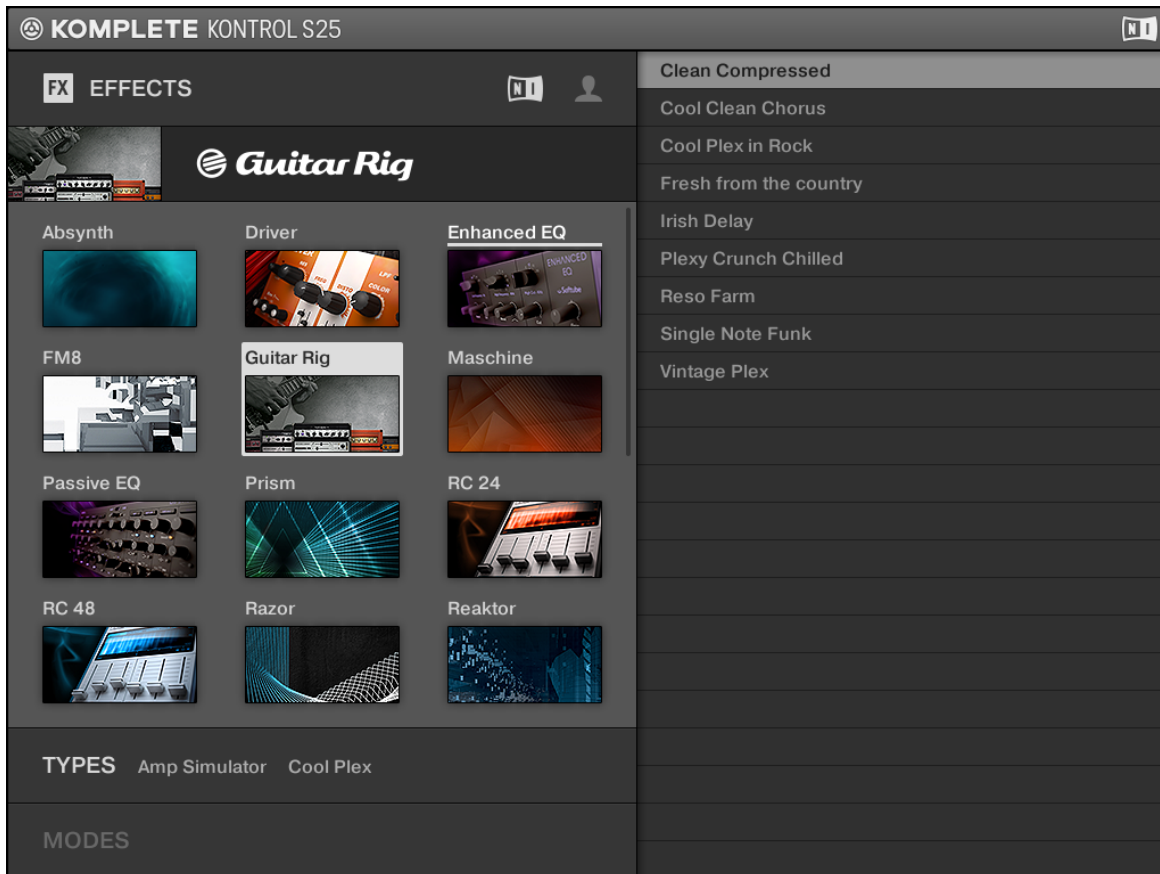 KOMPLETE KONTROL S25
NI
FX EFFECTS
NI
Guitar Rig
Absynth
Driver
Enhanced EQ
FM8
Guitar Rig
Maschine
Passive EQ
Prism
RC 24
RC 48
Razor
Reaktor
TYPES Amp Simulator Cool Plex
MODES
Clean Compressed
Cool Clean Chorus
Cool Plex in Rock
Fresh from the country
Irish Delay
Plexy Crunch Chilled
Reso Farm
Single Note Funk
Vintage Plex